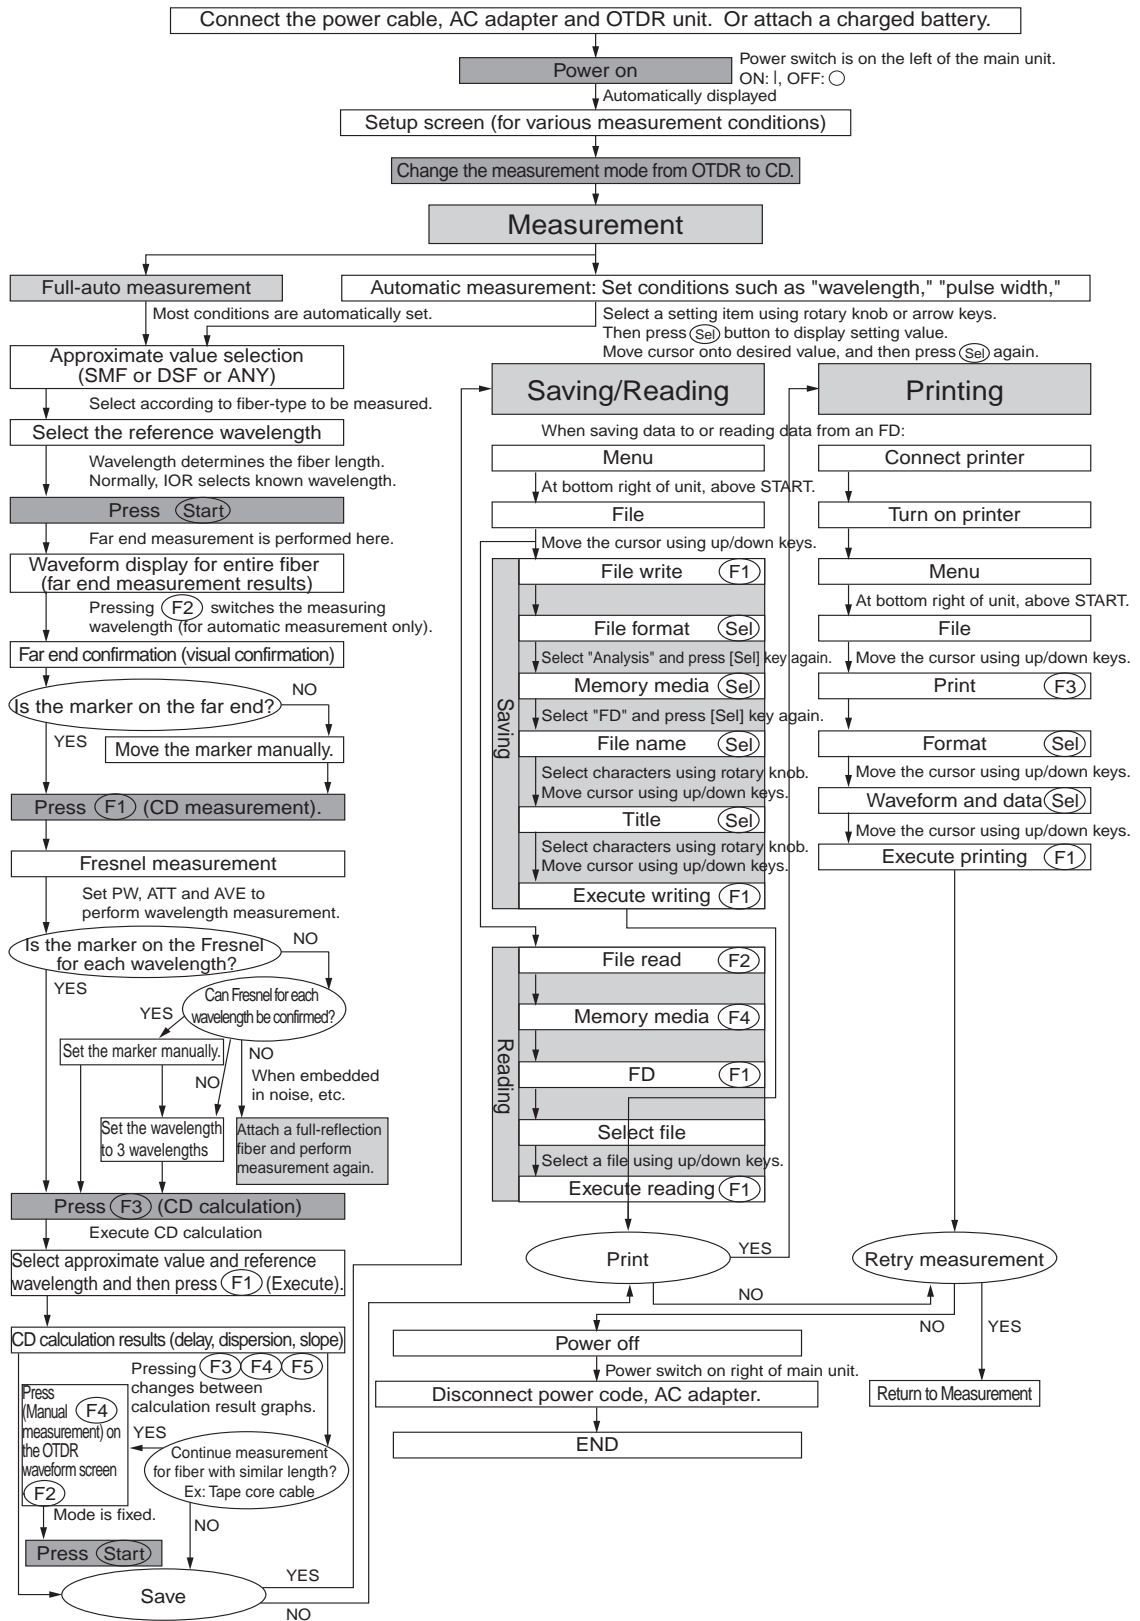 Connect the power cable, AC adapter and OTDR unit.  Or attach a charged battery.
Power on
Power switch is on the left of the main unit.
ON: |, OFF: ○
Automatically displayed
Setup screen (for various measurement conditions)
Change the measurement mode from OTDR to CD.
Measurement
Full-auto measurement
Automatic measurement: Set conditions such as "wavelength," "pulse width,"
Most conditions are automatically set.
Select a setting item using rotary knob or arrow keys.
Then press Sel button to display setting value.
Move cursor onto desired value, and then press Sel again.
Approximate value selection
(SMF or DSF or ANY)
Select according to fiber-type to be measured.
Select the reference wavelength
Wavelength determines the fiber length.
Normally, IOR selects known wavelength.
Press Start
Far end measurement is performed here.
Waveform display for entire fiber
(far end measurement results)
Pressing F2 switches the measuring
wavelength (for automatic measurement only).
Far end confirmation (visual confirmation)
Is the marker on the far end?
NO
YES
Move the marker manually.
Press F1 (CD measurement).
Fresnel measurement
Set PW, ATT and AVE to
perform wavelength measurement.
Is the marker on the Fresnel
for each wavelength?
NO
YES
Can Fresnel for each
wavelength be confirmed?
YES
Set the marker manually.
NO
NO
When embedded
in noise, etc.
Set the wavelength
to 3 wavelengths
Attach a full-reflection
fiber and perform
measurement again.
Press F3 (CD calculation)
Execute CD calculation
Select approximate value and reference
wavelength and then press F1 (Execute).
CD calculation results (delay, dispersion, slope)
Pressing F3 F4 F5
changes between
calculation result graphs.
Press
(Manual F4
measurement) on
the OTDR
waveform screen
F2
YES
Continue measurement
for fiber with similar length?
Ex: Tape core cable
Mode is fixed.
NO
Press Start
Save
YES
NO
Saving/Reading
When saving data to or reading data from an FD:
Menu
At bottom right of unit, above START.
File
Move the cursor using up/down keys.
Saving
File write F1
File format Sel
Select "Analysis" and press [Sel] key again.
Memory media Sel
Select "FD" and press [Sel] key again.
File name Sel
Select characters using rotary knob.
Move cursor using up/down keys.
Title Sel
Select characters using rotary knob.
Move cursor using up/down keys.
Execute writing F1
Reading
File read F2
Memory media F4
FD F1
Select file
Select a file using up/down keys.
Execute reading F1
Print
YES
NO
Printing
Connect printer
Turn on printer
Menu
At bottom right of unit, above START.
File
Move the cursor using up/down keys.
Print F3
Format Sel
Move the cursor using up/down keys.
Waveform and data Sel
Move the cursor using up/down keys.
Execute printing F1
Retry measurement
NO
YES
Power off
Power switch on right of main unit.
Disconnect power code, AC adapter.
END
Return to Measurement